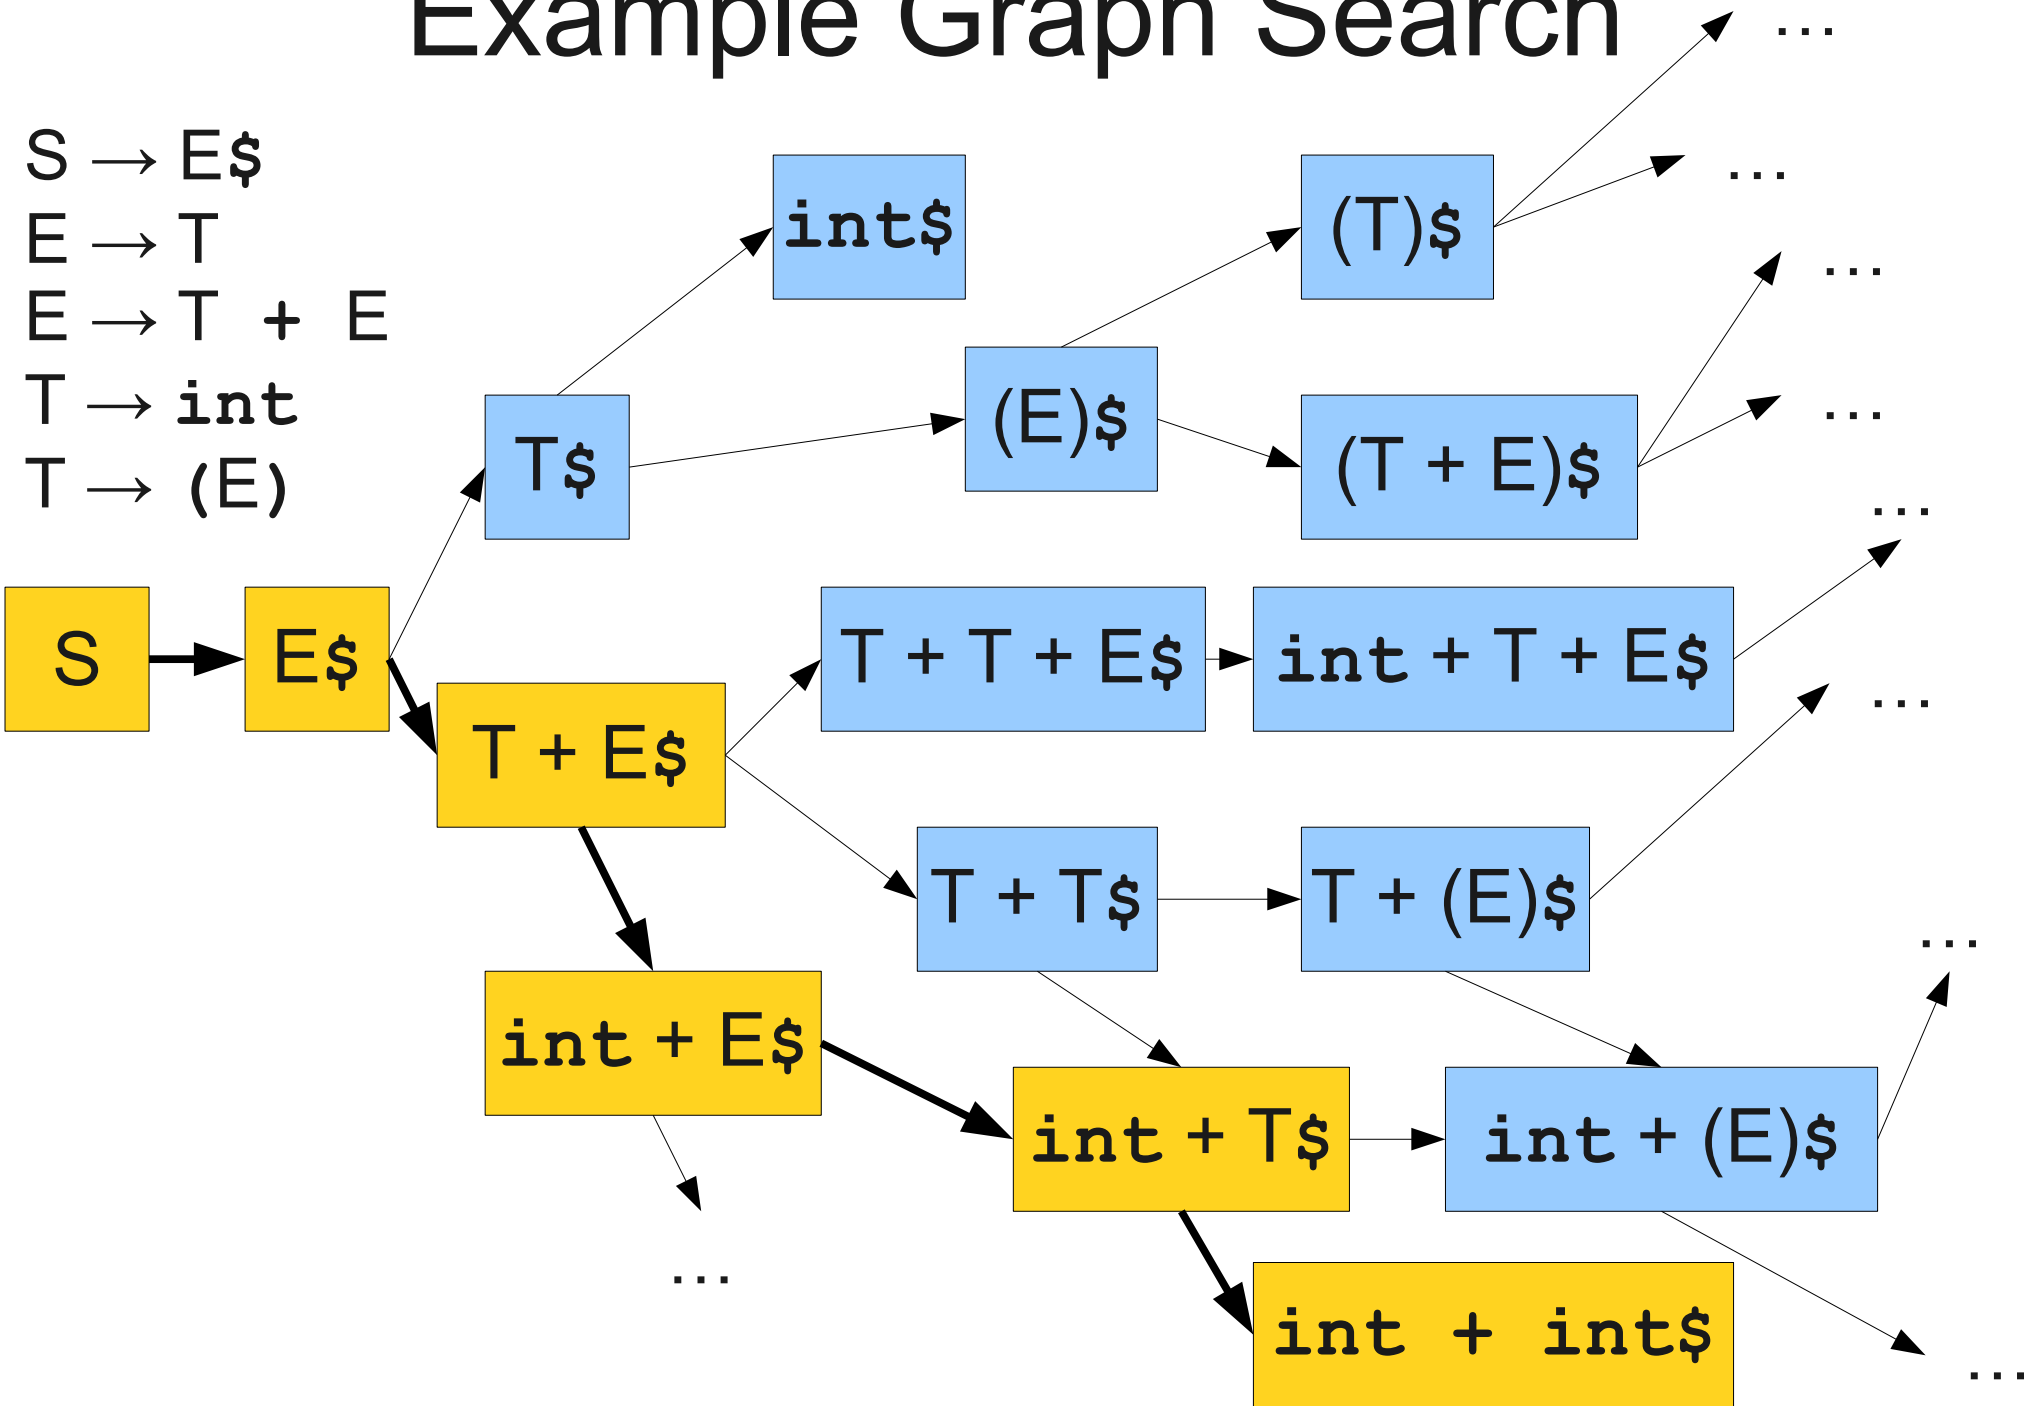 Example Graph Search
S → E$
E → T
E → T + E
T → int
T → (E)
…
…
int$
(T)$
…
T$
(E)$
(T + E)$
…
…
S
E$
T + T + E$
int + T + E$
T + E$
…
T + T$
T + (E)$
…
int + E$
int + T$
int + (E)$
…
int + int$
…